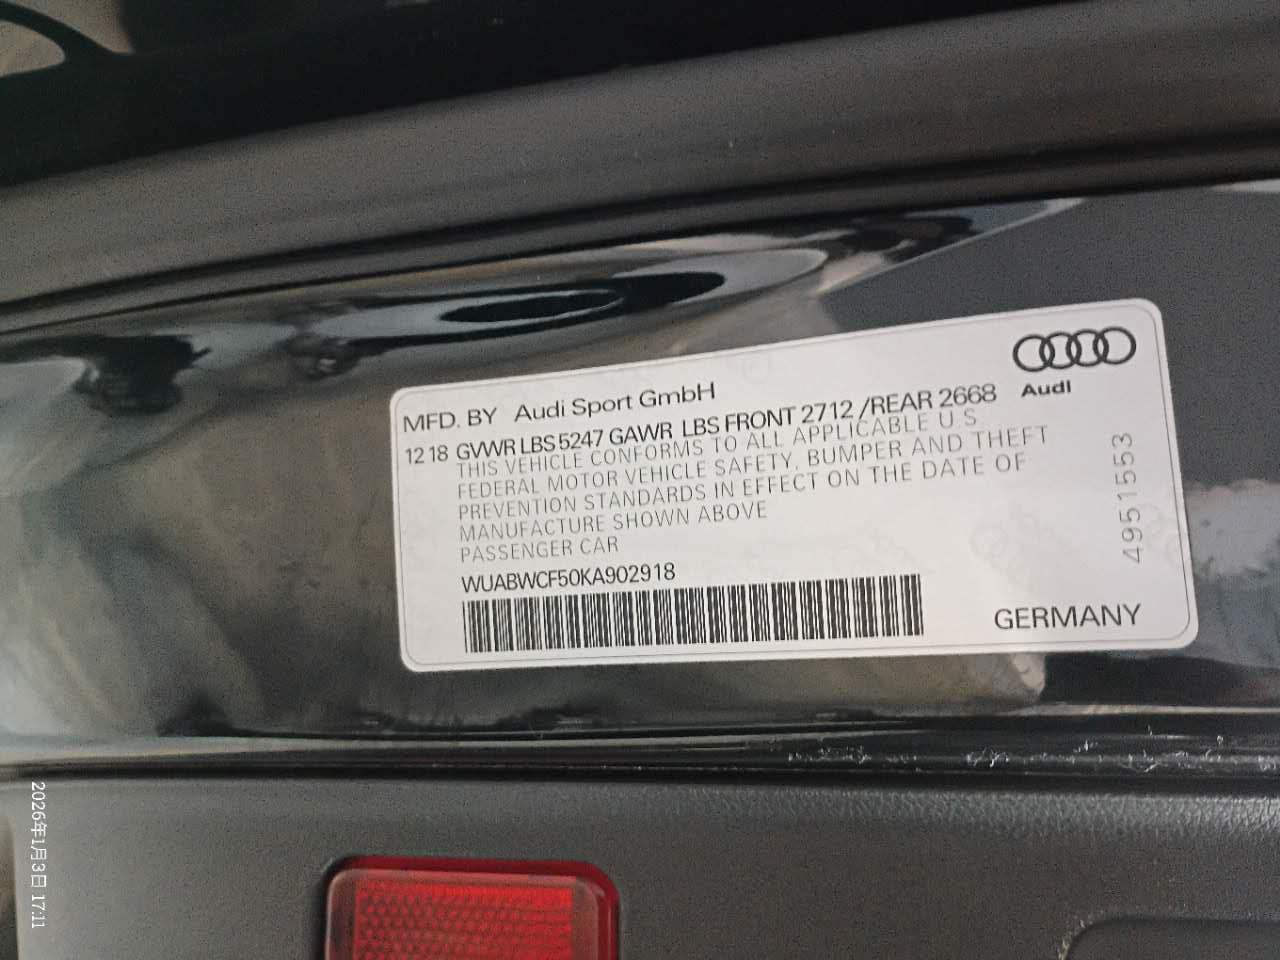 Audi
MFD. BY Audi Sport GmbH
12 18 GVWR LBS 5247 GAWR LBS FRONT 2712 /REAR 2668
THIS VEHICLE CONFORMS TO ALL APPLICABLE U S
FEDERAL MOTOR VEHICLE SAFETY, BUMPER AND THEFT
PREVENTION STANDARDS IN EFFECT ON THE DATE OF
MANUFACTURE SHOWN ABOVE
PASSENGER CAR
WUABWCF50KA902918
4951553
GERMANY
2026年1月3日 17:11